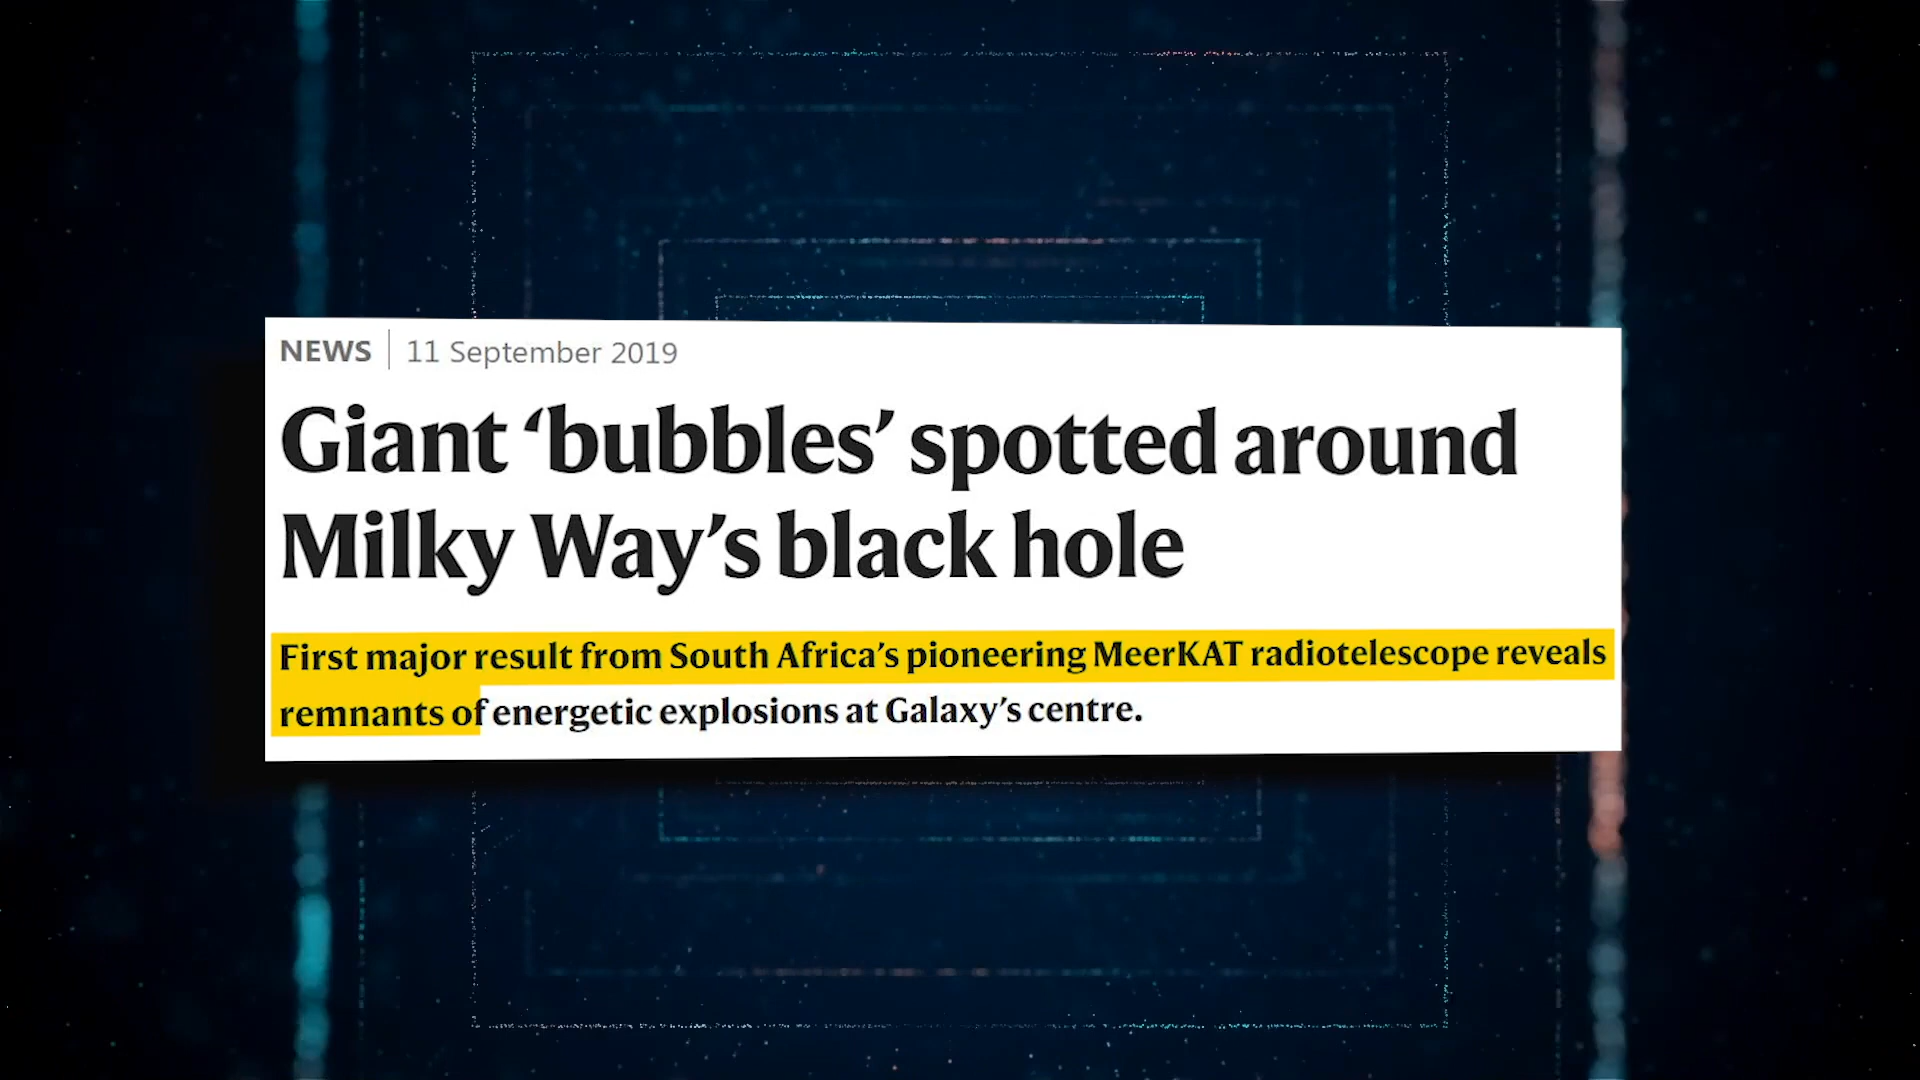 NEWS | 11 September 2019
Giant ‘bubbles’ spotted around
Milky Way’s black hole
First major result from South Africa’s pioneering MeerKAT radiotelescope reveals
remnants of energetic explosions at Galaxy’s centre.